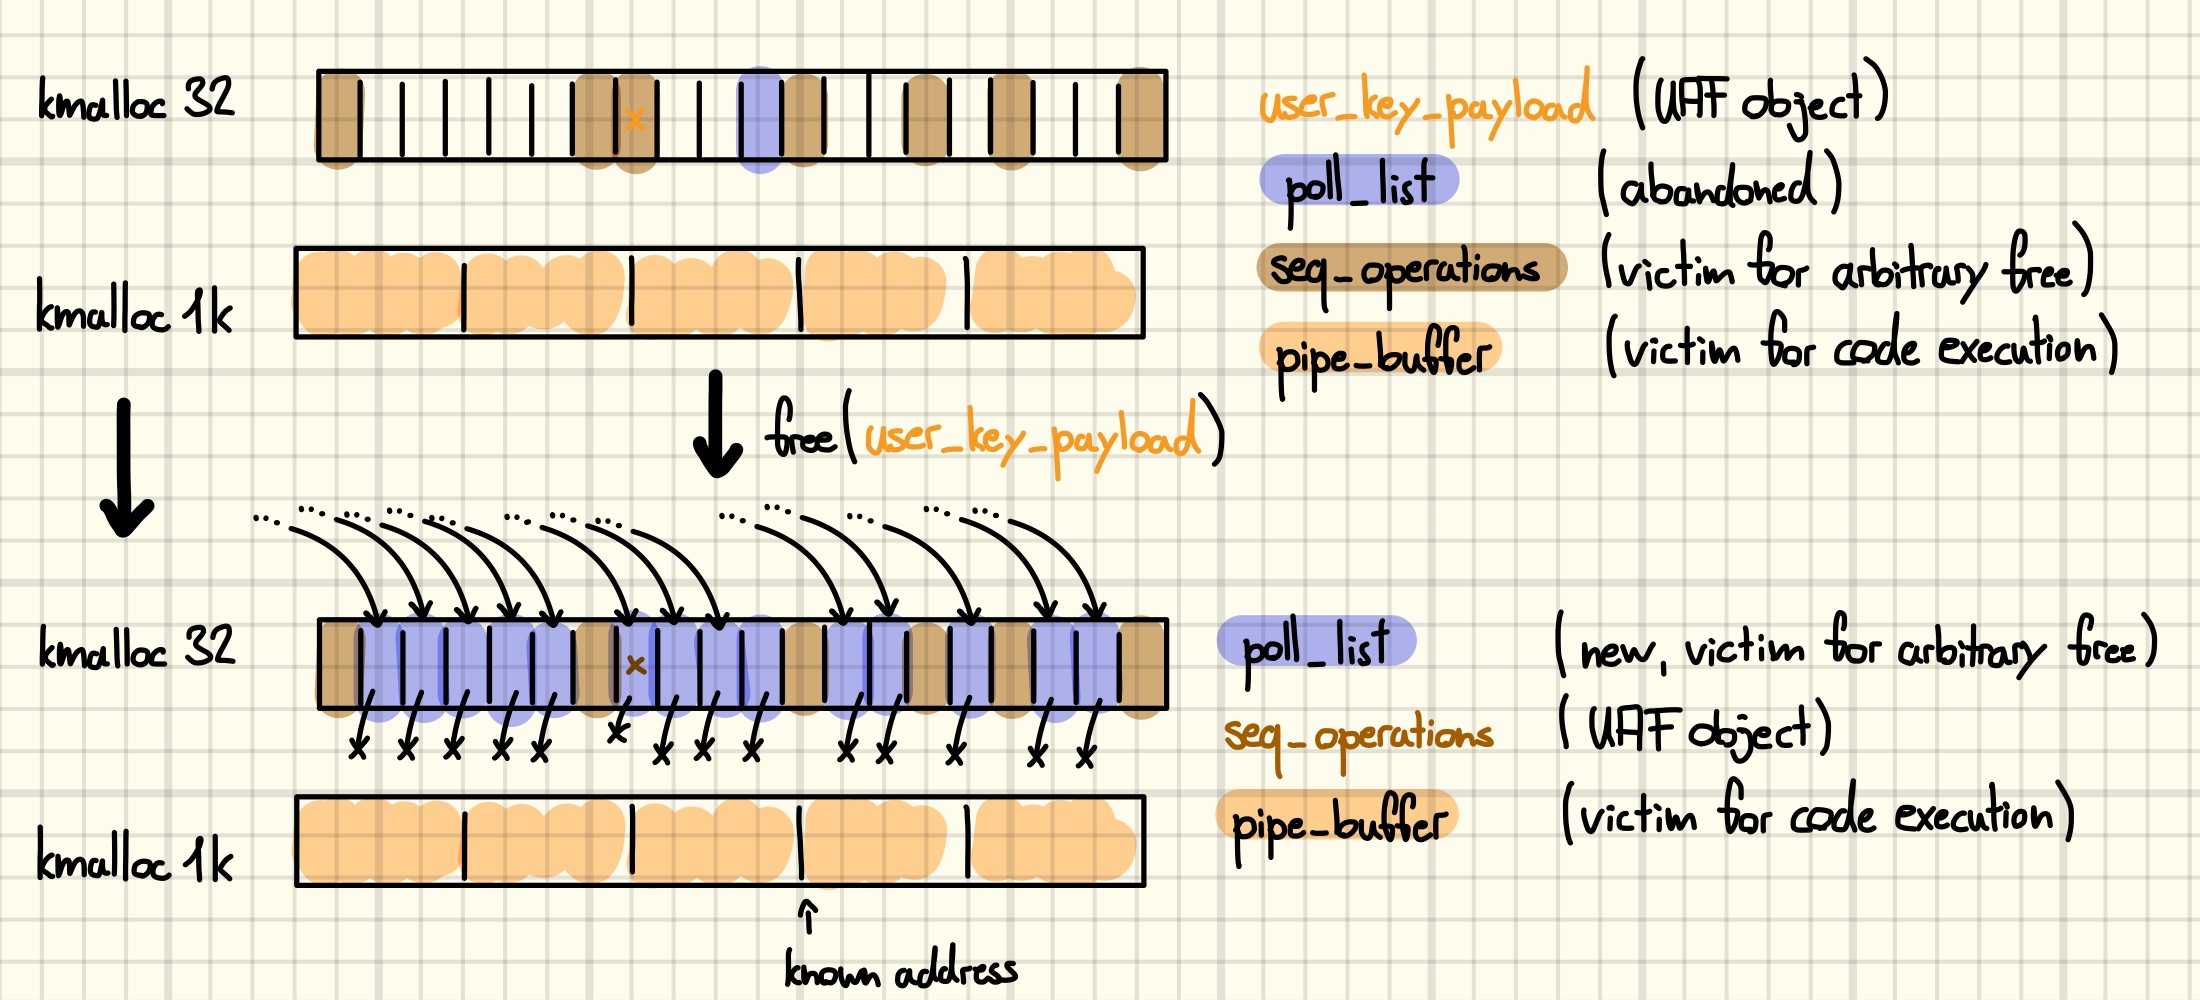 kmalloc 32
user_key_payload (UAF object)
poll_list (abandoned)
seq_operations (victim for arbitrary free)
kmalloc 1k
pipe_buffer (victim for code execution)
free(user_key_payload)
kmalloc 32
poll_list (new, victim for arbitrary free)
seq_operations (UAF object)
kmalloc 1k
pipe_buffer (victim for code execution)
known address